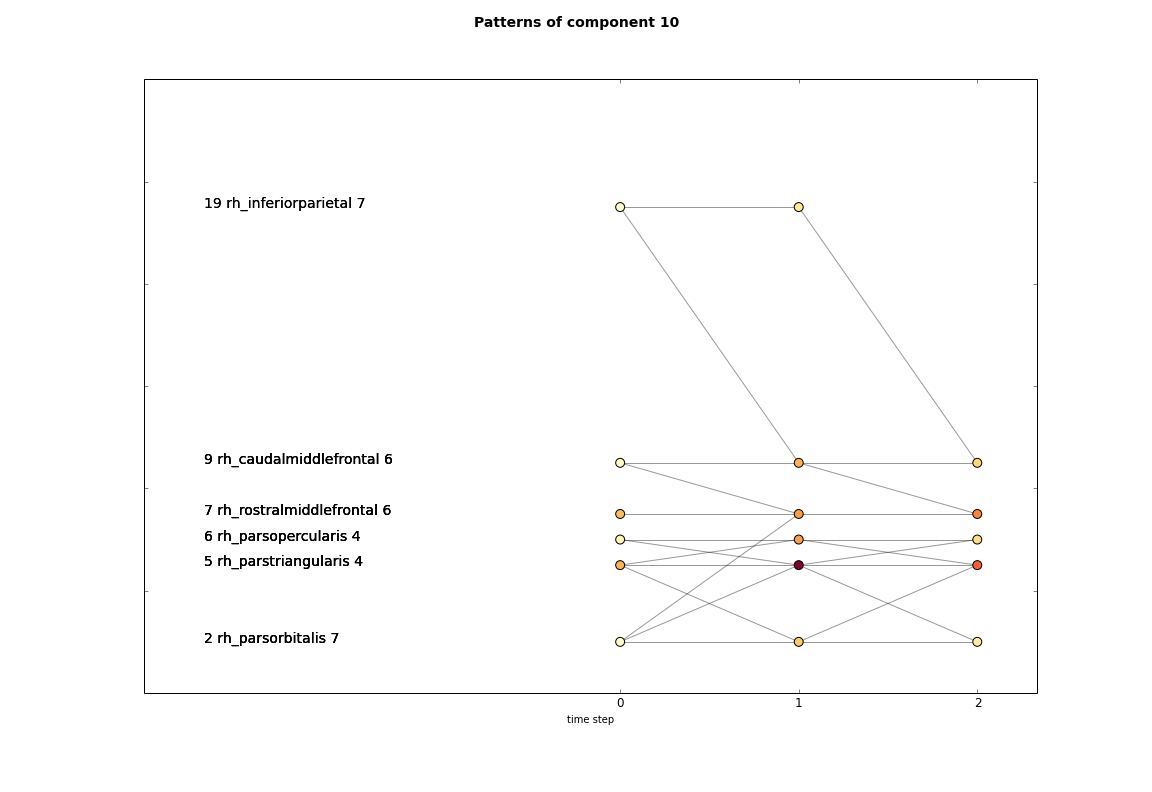 Patterns of component 10
19 rh_inferiorparietal 7
9 rh_caudalmiddlefrontal 6
7 rh_rostralmiddlefrontal 6
6 rh_parsopercularis 4
5 rh_parstriangularis 4
2 rh_parsorbitalis 7
0 1 2
time step